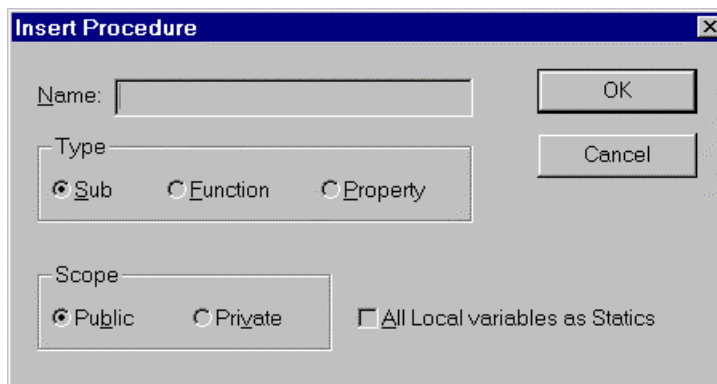 Insert Procedure
Name:
OK
Cancel
Type
Sub Function Property
Scope
Public Private
All Local variables as Statics